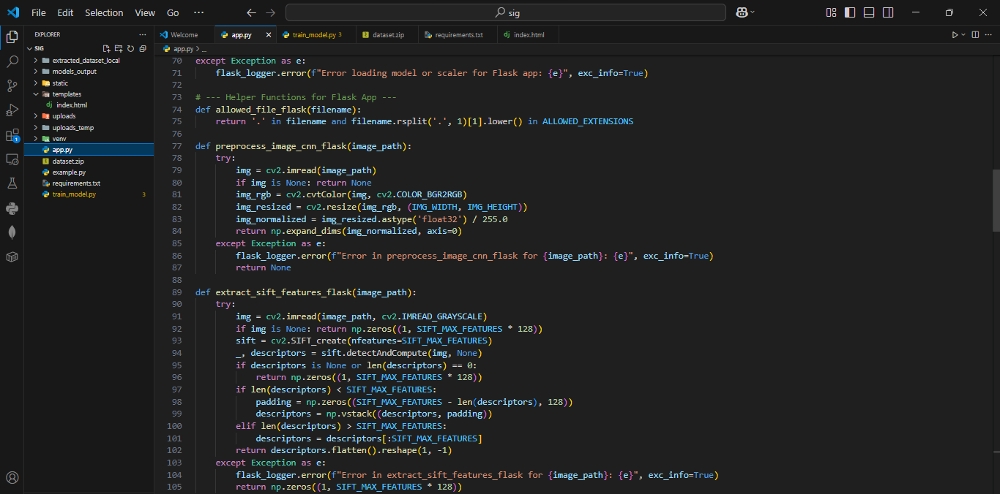 File Edit Selection View Go ··· sig
EXPLORER ···
SIG
extracted_dataset_local
models_output
static
templates
index.html
uploads
uploads_temp
venv
app.py
dataset.zip
example.py
requirements.txt
train_model.py 3
1
Welcome app.py train_model.py 3 dataset.zip requirements.txt index.html
app.py > ...
70 except Exception as e:
71     flask_logger.error(f"Error loading model or scaler for Flask app: {e}", exc_info=True)
72
73 # --- Helper Functions for Flask App ---
74 def allowed_file_flask(filename):
75     return '.' in filename and filename.rsplit('.', 1)[1].lower() in ALLOWED_EXTENSIONS
76
77 def preprocess_image_cnn_flask(image_path):
78     try:
79         img = cv2.imread(image_path)
80         if img is None: return None
81         img_rgb = cv2.cvtColor(img, cv2.COLOR_BGR2RGB)
82         img_resized = cv2.resize(img_rgb, (IMG_WIDTH, IMG_HEIGHT))
83         img_normalized = img_resized.astype('float32') / 255.0
84         return np.expand_dims(img_normalized, axis=0)
85     except Exception as e:
86         flask_logger.error(f"Error in preprocess_image_cnn_flask for {image_path}: {e}", exc_info=True)
87         return None
88
89 def extract_sift_features_flask(image_path):
90     try:
91         img = cv2.imread(image_path, cv2.IMREAD_GRAYSCALE)
92         if img is None: return np.zeros((1, SIFT_MAX_FEATURES * 128))
93         sift = cv2.SIFT_create(nfeatures=SIFT_MAX_FEATURES)
94         _, descriptors = sift.detectAndCompute(img, None)
95         if descriptors is None or len(descriptors) == 0:
96             return np.zeros((1, SIFT_MAX_FEATURES * 128))
97         if len(descriptors) < SIFT_MAX_FEATURES:
98             padding = np.zeros((SIFT_MAX_FEATURES - len(descriptors), 128))
99             descriptors = np.vstack((descriptors, padding))
100         elif len(descriptors) > SIFT_MAX_FEATURES:
101             descriptors = descriptors[:SIFT_MAX_FEATURES]
102         return descriptors.flatten().reshape(1, -1)
103     except Exception as e:
104         flask_logger.error(f"Error in extract_sift_features_flask for {image_path}: {e}", exc_info=True)
105         return np.zeros((1, SIFT_MAX_FEATURES * 128))